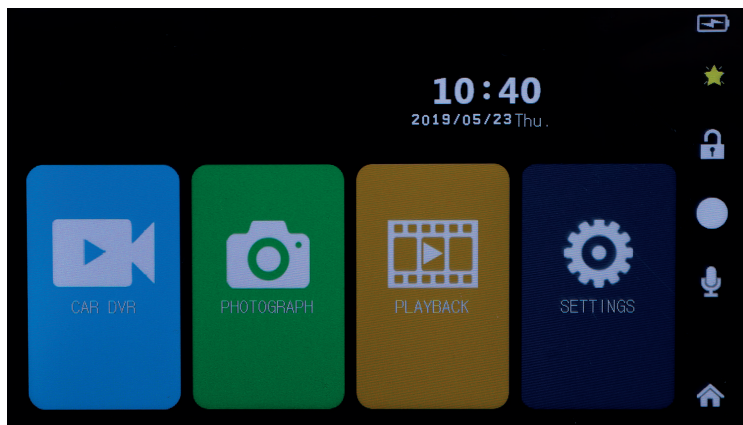 10:40
2019/05/23 Thu.
CAR DVR
PHOTOGRAPH
PLAYBACK
SETTINGS